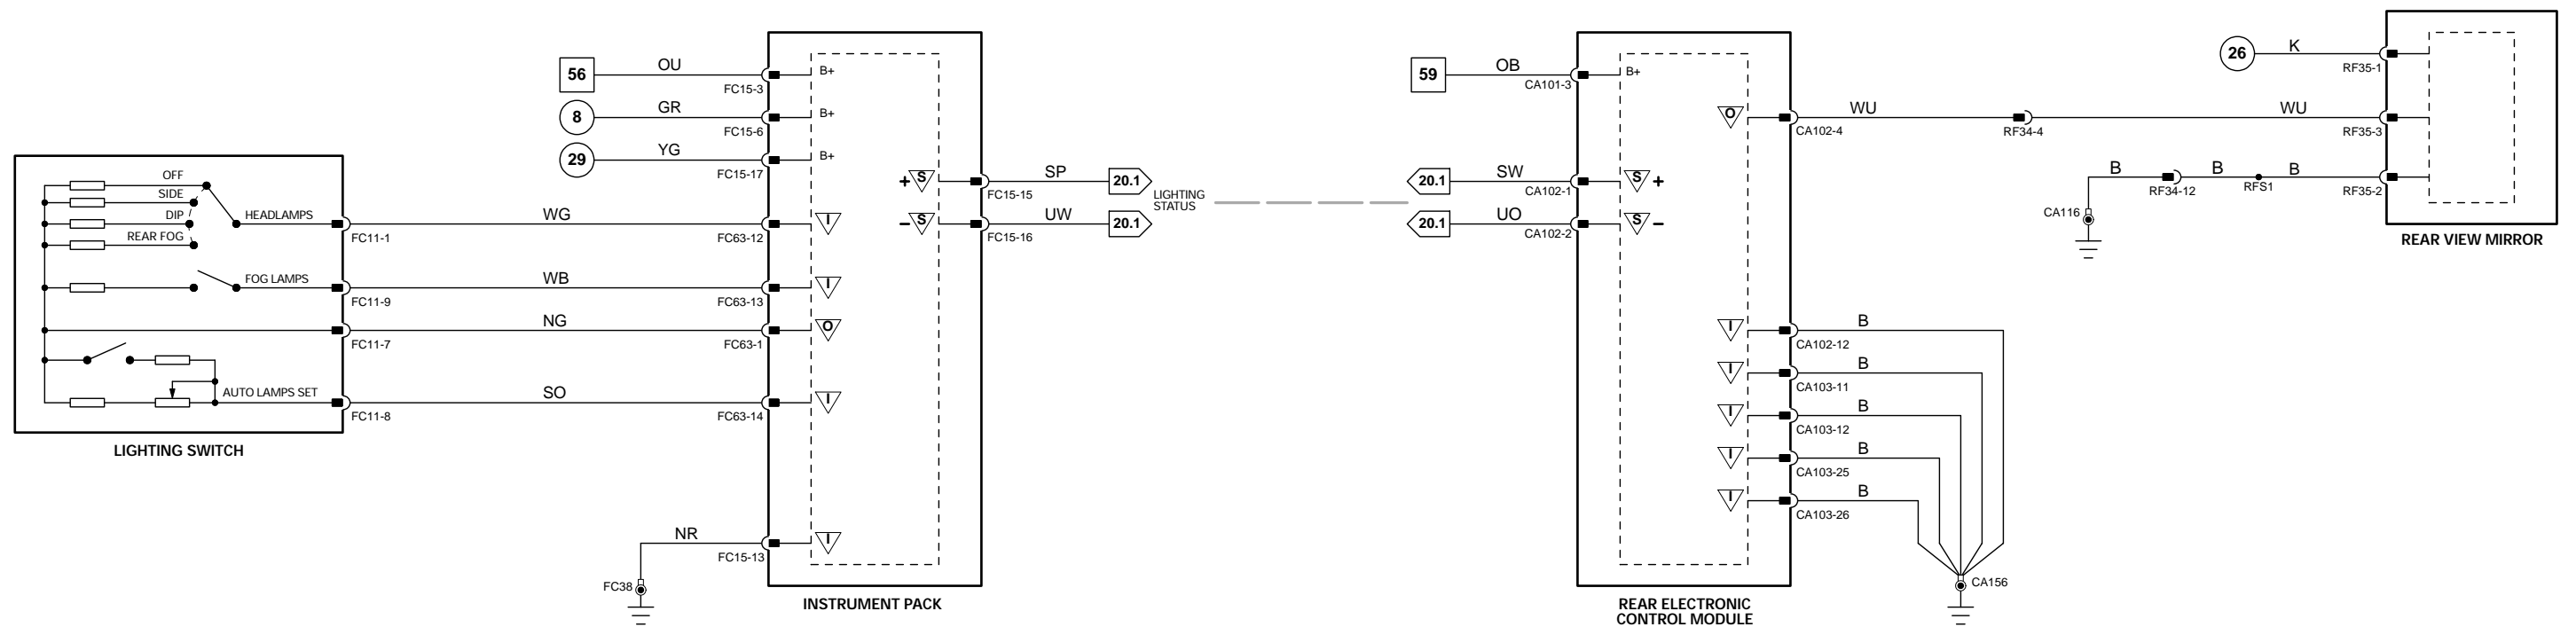 OFF
SIDE
DIP
REAR FOG
HEADLAMPS
FC11-1
FOG LAMPS
FC11-9
FC11-7
AUTO LAMPS SET
FC11-8
LIGHTING SWITCH
WG
WB
NG
SO
56
OU
FC15-3
B+
8
GR
FC15-6
B+
29
YG
FC15-17
B+
FC63-12
I
FC63-13
I
FC63-1
O
FC63-14
I
NR
FC15-13
I
FC38
+ S
FC15-15
SP
20.1
− S
FC15-16
UW
20.1
LIGHTING
STATUS
INSTRUMENT PACK
59
OB
CA101-3
B+
20.1
SW
CA102-1
S +
20.1
UO
CA102-2
S −
O
CA102-4
WU
RF34-4
WU
RF35-3
I
CA102-12
B
I
CA103-11
B
I
CA103-12
B
I
CA103-25
B
I
CA103-26
B
CA156
REAR ELECTRONIC
CONTROL MODULE
26
K
RF35-1
CA116
B
RF34-12
B
RFS1
B
RF35-2
REAR VIEW MIRROR